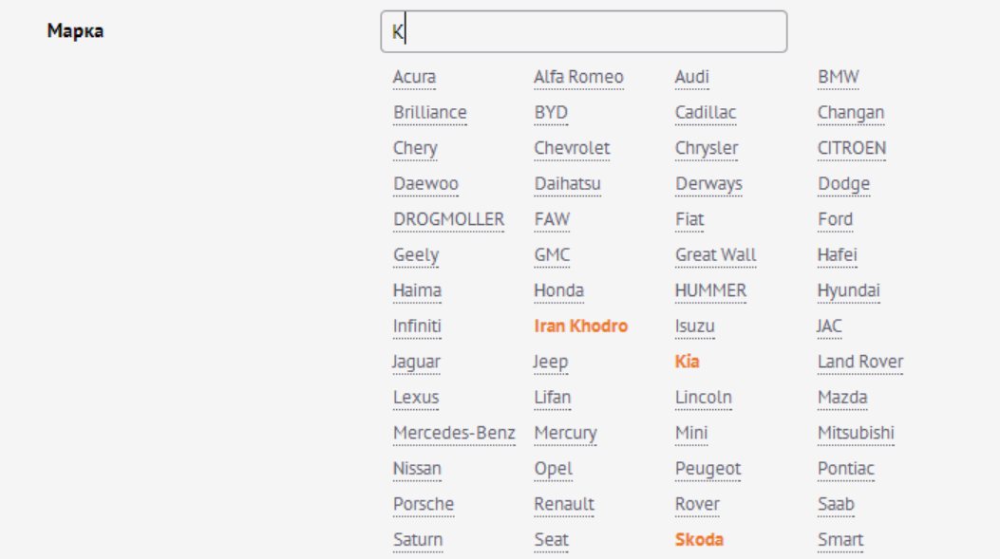 Марка K
Acura Alfa Romeo Audi BMW
Brilliance BYD Cadillac Changan
Chery Chevrolet Chrysler CITROEN
Daewoo Daihatsu Derways Dodge
DROGMOLLER FAW Fiat Ford
Geely GMC Great Wall Hafei
Haima Honda HUMMER Hyundai
Infiniti Iran Khodro Isuzu JAC
Jaguar Jeep Kia Land Rover
Lexus Lifan Lincoln Mazda
Mercedes-Benz Mercury Mini Mitsubishi
Nissan Opel Peugeot Pontiac
Porsche Renault Rover Saab
Saturn Seat Skoda Smart